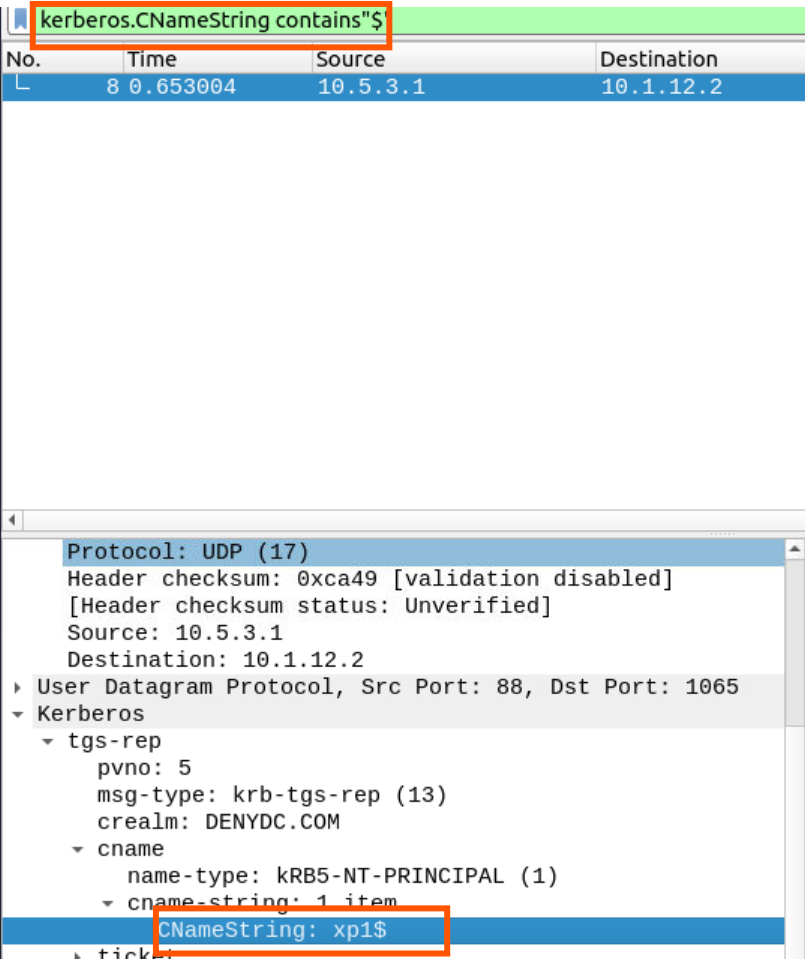 kerberos.CNameString contains"$"
No. Time Source Destination
8 0.653004 10.5.3.1 10.1.12.2
Protocol: UDP (17)
Header checksum: 0xca49 [validation disabled]
[Header checksum status: Unverified]
Source: 10.5.3.1
Destination: 10.1.12.2
User Datagram Protocol, Src Port: 88, Dst Port: 1065
Kerberos
tgs-rep
pvno: 5
msg-type: krb-tgs-rep (13)
crealm: DENYDC.COM
cname
name-type: kRB5-NT-PRINCIPAL (1)
cname-string: 1 item
CNameString: xp1$
ticket